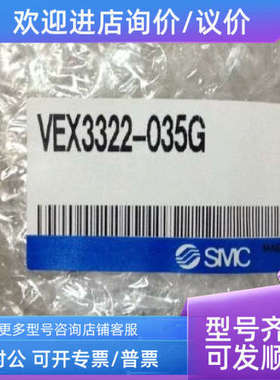 欢迎进店询价/议价
VEX3322-035G
SMC
MA
更多型号咨询店铺客服
对公 可开专票/普票
型号齐
可发顺